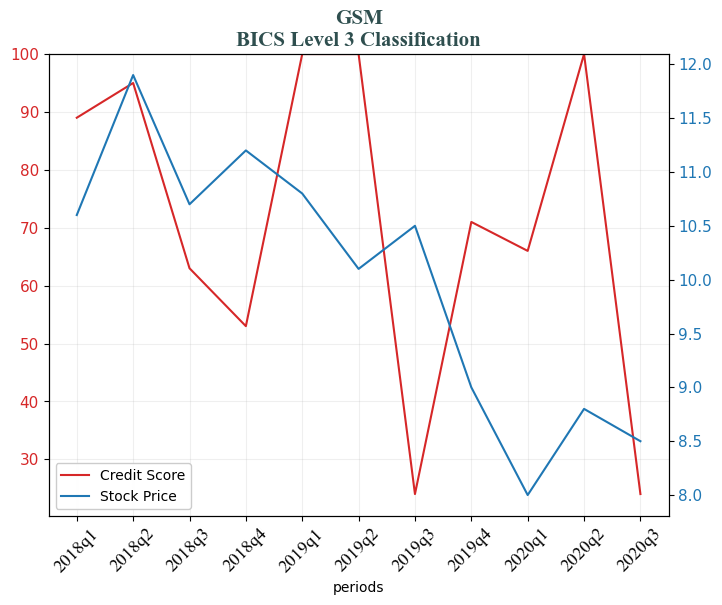 GSM
BICS Level 3 Classification
100
90
80
70
60
50
40
30
12.0
11.5
11.0
10.5
10.0
9.5
9.0
8.5
8.0
Credit Score
Stock Price
2018q1
2018q2
2018q3
2018q4
2019q1
2019q2
2019q3
2019q4
2020q1
2020q2
2020q3
periods